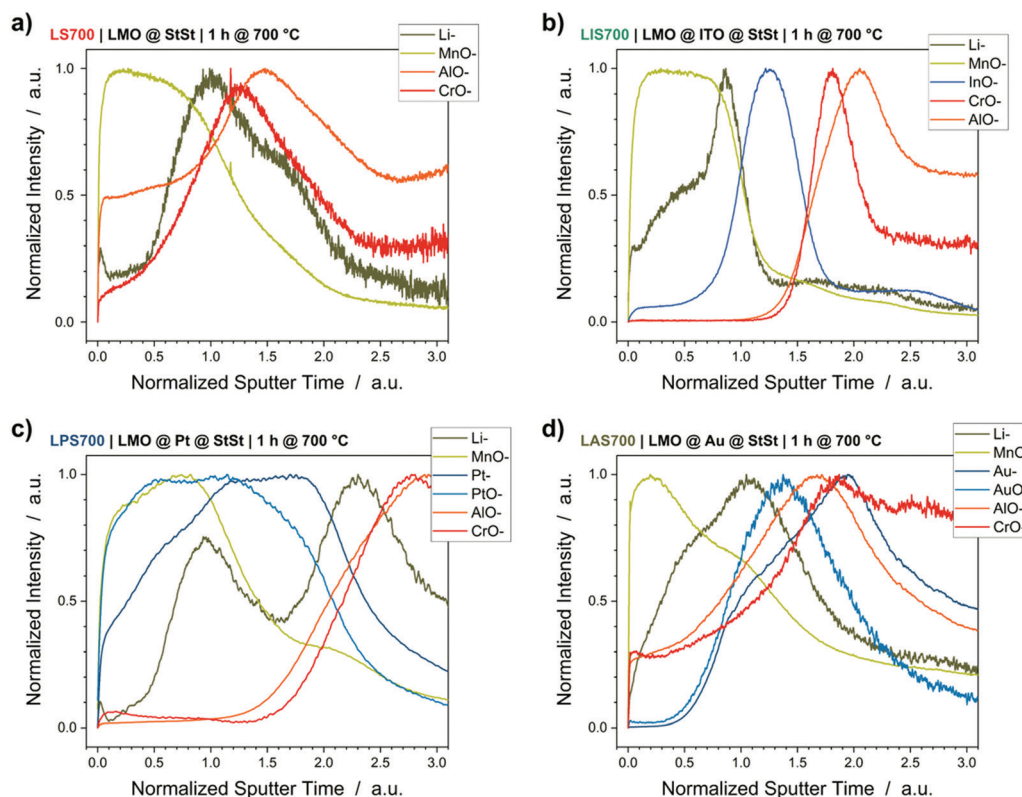 a)
LS700 | LMO @ StSt | 1 h @ 700 °C
Li-
MnO-
AlO-
CrO-
Normalized Intensity / a.u.
1.0
0.5
0.0
0.0 0.5 1.0 1.5 2.0 2.5 3.0
Normalized Sputter Time / a.u.
b)
LIS700 | LMO @ ITO @ StSt | 1 h @ 700 °C
Li-
MnO-
InO-
CrO-
AlO-
Normalized Intensity / a.u.
1.0
0.5
0.0
0.0 0.5 1.0 1.5 2.0 2.5 3.0
Normalized Sputter Time / a.u.
c)
LPS700 | LMO @ Pt @ StSt | 1 h @ 700 °C
Li-
MnO-
Pt-
PtO-
AlO-
CrO-
Normalized Intensity / a.u.
1.0
0.5
0.0
0.0 0.5 1.0 1.5 2.0 2.5 3.0
Normalized Sputter Time / a.u.
d)
LAS700 | LMO @ Au @ StSt | 1 h @ 700 °C
Li-
MnO
Au-
AuO
AlO-
CrO-
Normalized Intensity / a.u.
1.0
0.5
0.0
0.0 0.5 1.0 1.5 2.0 2.5 3.0
Normalized Sputter Time / a.u.